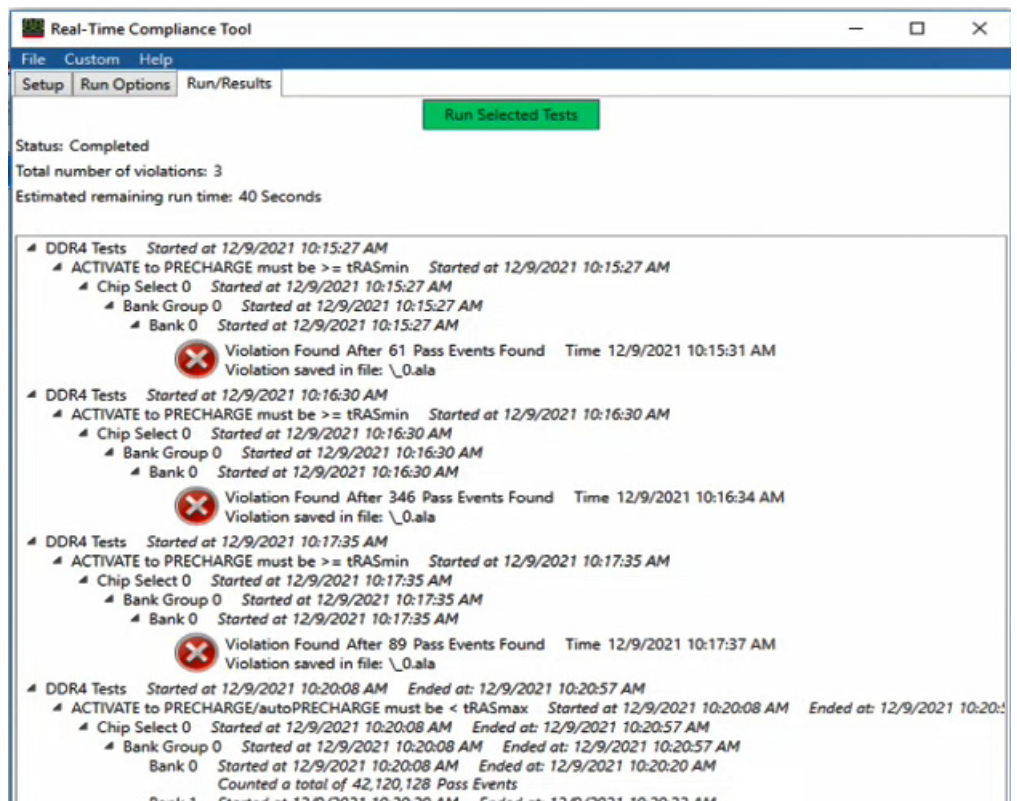 Real-Time Compliance Tool
File Custom Help
Setup Run Options Run/Results
Run Selected Tests
Status: Completed
Total number of violations: 3
Estimated remaining run time: 40 Seconds
DDR4 Tests Started at 12/9/2021 10:15:27 AM
ACTIVATE to PRECHARGE must be >= tRASmin Started at 12/9/2021 10:15:27 AM
Chip Select 0 Started at 12/9/2021 10:15:27 AM
Bank Group 0 Started at 12/9/2021 10:15:27 AM
Bank 0 Started at 12/9/2021 10:15:27 AM
Violation Found After 61 Pass Events Found Time 12/9/2021 10:15:31 AM
Violation saved in file: \_0.ala
DDR4 Tests Started at 12/9/2021 10:16:30 AM
ACTIVATE to PRECHARGE must be >= tRASmin Started at 12/9/2021 10:16:30 AM
Chip Select 0 Started at 12/9/2021 10:16:30 AM
Bank Group 0 Started at 12/9/2021 10:16:30 AM
Bank 0 Started at 12/9/2021 10:16:30 AM
Violation Found After 346 Pass Events Found Time 12/9/2021 10:16:34 AM
Violation saved in file: \_0.ala
DDR4 Tests Started at 12/9/2021 10:17:35 AM
ACTIVATE to PRECHARGE must be >= tRASmin Started at 12/9/2021 10:17:35 AM
Chip Select 0 Started at 12/9/2021 10:17:35 AM
Bank Group 0 Started at 12/9/2021 10:17:35 AM
Bank 0 Started at 12/9/2021 10:17:35 AM
Violation Found After 89 Pass Events Found Time 12/9/2021 10:17:37 AM
Violation saved in file: \_0.ala
DDR4 Tests Started at 12/9/2021 10:20:08 AM Ended at: 12/9/2021 10:20:57 AM
ACTIVATE to PRECHARGE/autoPRECHARGE must be < tRASmax Started at 12/9/2021 10:20:08 AM Ended at: 12/9/2021
Chip Select 0 Started at 12/9/2021 10:20:08 AM Ended at: 12/9/2021 10:20:57 AM
Bank Group 0 Started at 12/9/2021 10:20:08 AM Ended at: 12/9/2021 10:20:57 AM
Bank 0 Started at 12/9/2021 10:20:08 AM Ended at: 12/9/2021 10:20:20 AM
Counted a total of 42,120,128 Pass Events